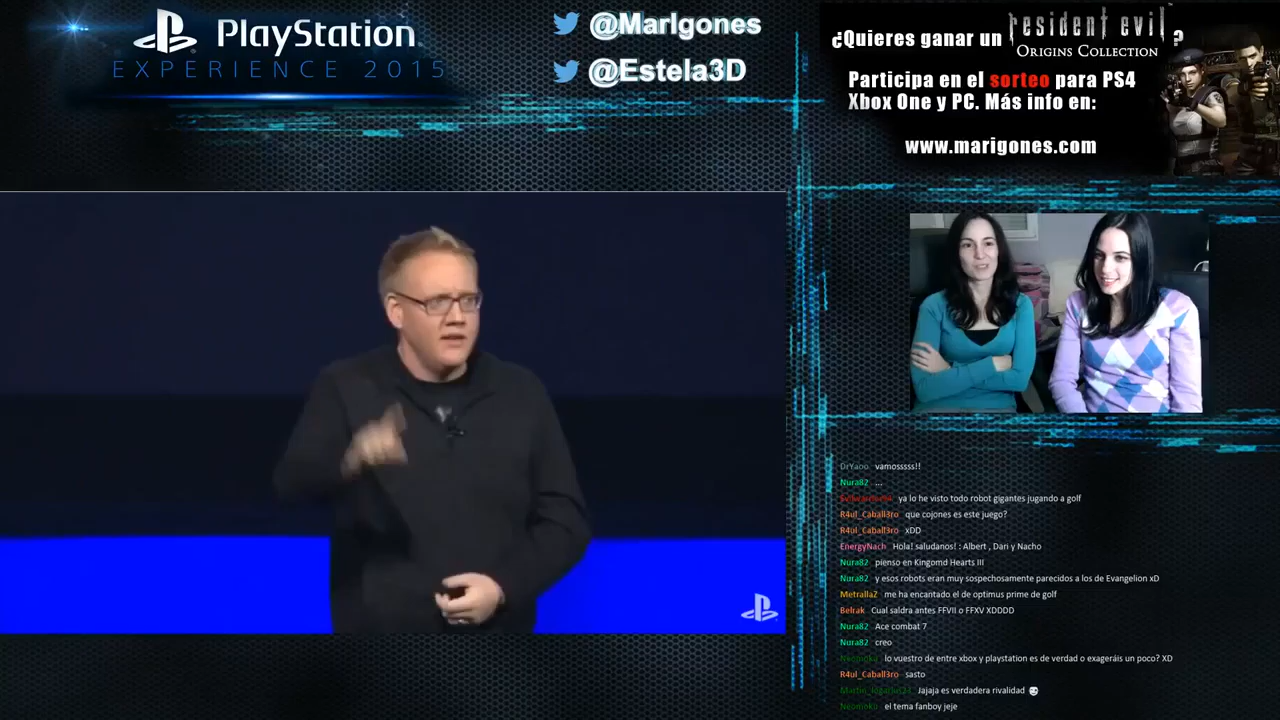 PlayStation
EXPERIENCE 2015
@MarIgones
@Estela3D
¿Quieres ganar un resident evil ?
ORIGINS COLLECTION
Participa en el sorteo para PS4
Xbox One y PC. Más info en:
www.marigones.com
DrYaoo vamosssss!!
Nura82 ...
ya lo he visto todo robot gigantes jugando a golf
R4ul_Caball3ro que cojones es este juego?
R4ul_Caball3ro xDD
EnergyNach Hola! saludanos! : Albert , Dari y Nacho
Nura82 pienso en Kingomd Hearts III
Nura82 y esos robots eran muy sospechosamente parecidos a los de Evangelion xD
MetrallaZ me ha encantado el de optimus prime de golf
Belrak Cual saldra antes FFVII o FFXV XDDDD
Nura82 Ace combat 7
Nura82 creo
Neomoku lo vuestro de entre xbox y playstation es de verdad o exageráis un poco? XD
R4ul_Caball3ro sasto
Jajaja es verdadera rivalidad
Neomoku el tema fanboy jeje